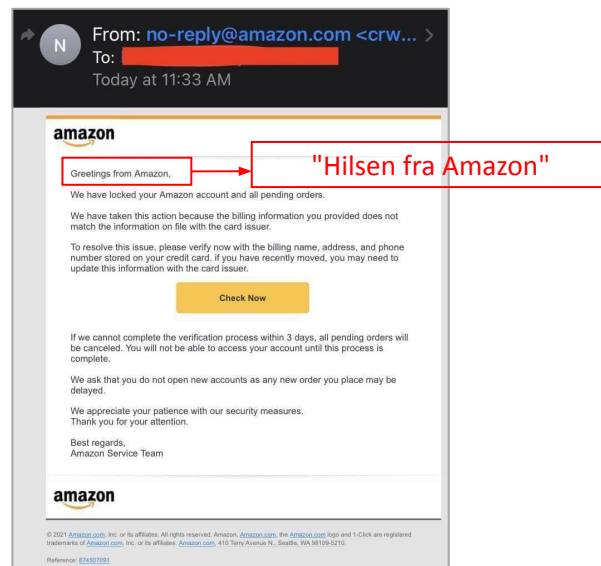 N
From: no-reply@amazon.com <crw... >
To:
Today at 11:33 AM
amazon
Greetings from Amazon,
"Hilsen fra Amazon"
We have locked your Amazon account and all pending orders.
We have taken this action because the billing information you provided does not
match the information on file with the card issuer.
To resolve this issue, please verify now with the billing name, address, and phone
number stored on your credit card. if you have recently moved, you may need to
update this information with the card issuer.
Check Now
If we cannot complete the verification process within 3 days, all pending orders will
be canceled. You will not be able to access your account until this process is
complete.
We ask that you do not open new accounts as any new order you place may be
delayed.
We appreciate your patience with our security measures.
Thank you for your attention.
Best regards,
Amazon Service Team
amazon
© 2021 Amazon.com, Inc. or its affiliates. All rights reserved. Amazon, Amazon.com, the Amazon.com logo and 1-Click are registered
trademarks of Amazon.com, Inc. or its affiliates. Amazon.com, 410 Terry Avenue N., Seattle, WA 98109-5210.
Reference: 674507091